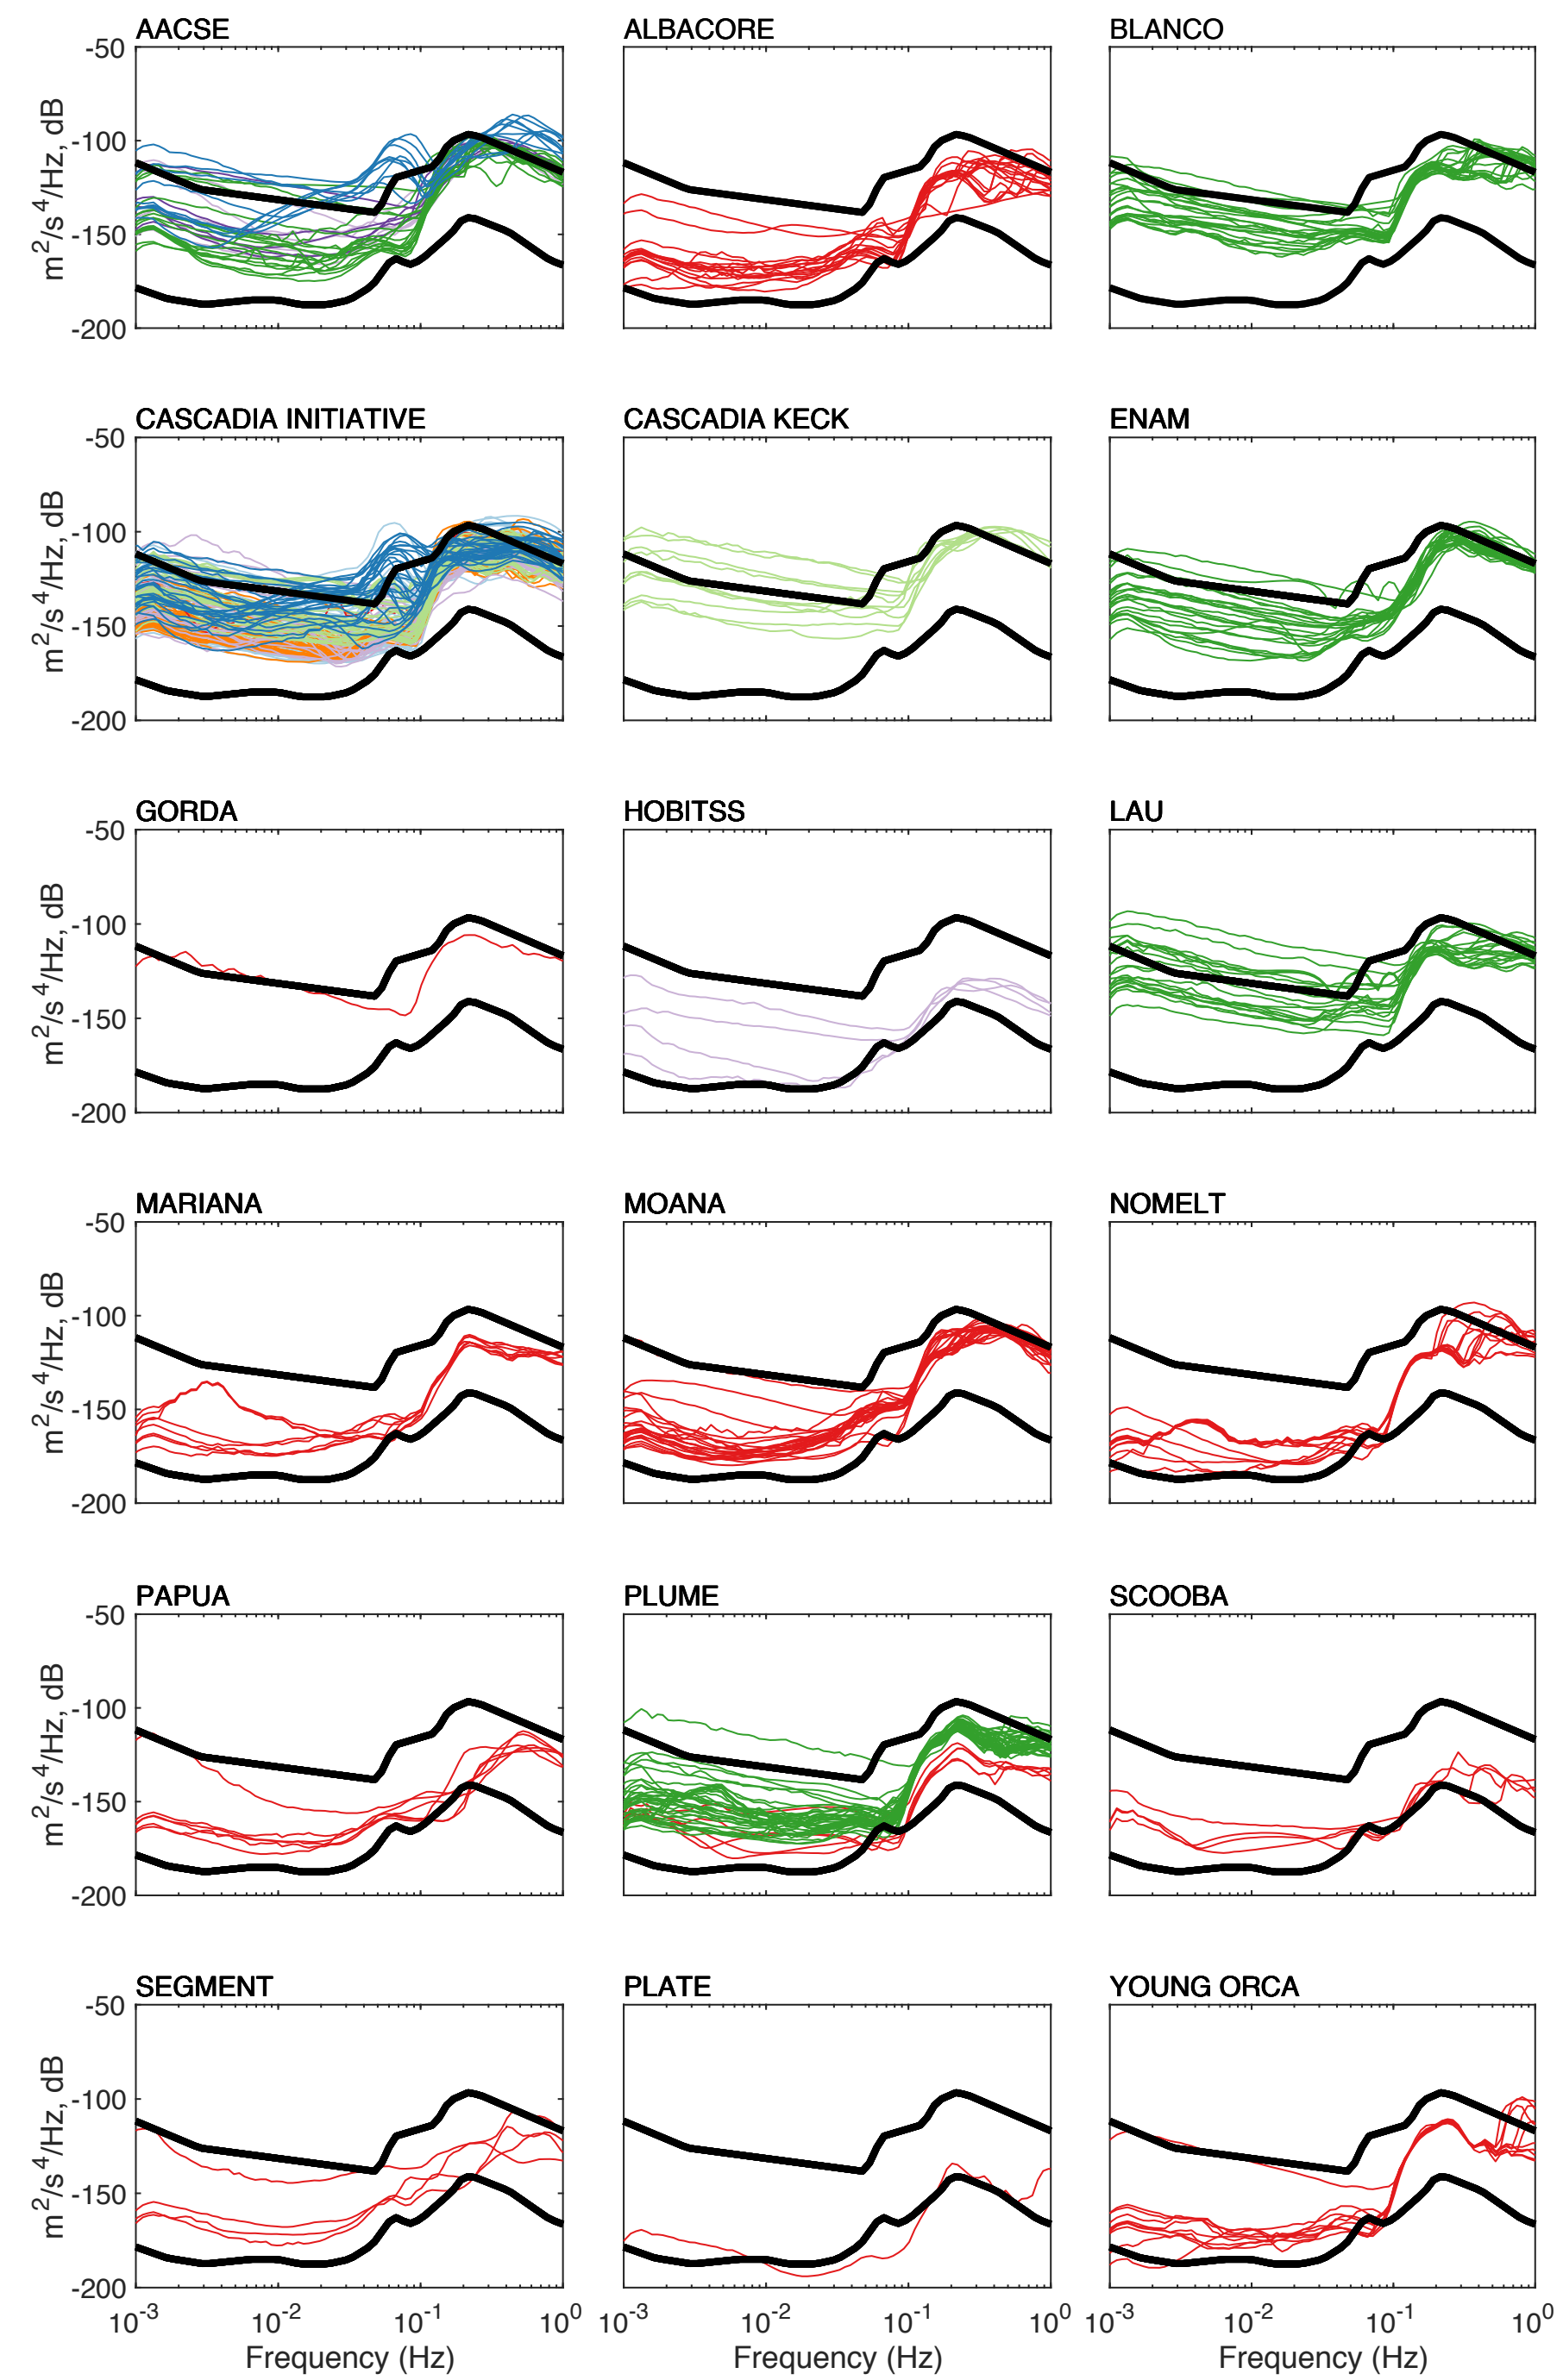 AACSE ALBACORE BLANCO
-50
-100
-150
-200
m²/s⁴/Hz, dB
CASCADIA INITIATIVE CASCADIA KECK ENAM
-50
-100
-150
-200
m²/s⁴/Hz, dB
GORDA HOBITSS LAU
-50
-100
-150
-200
m²/s⁴/Hz, dB
MARIANA MOANA NOMELT
-50
-100
-150
-200
m²/s⁴/Hz, dB
PAPUA PLUME SCOOBA
-50
-100
-150
-200
m²/s⁴/Hz, dB
SEGMENT PLATE YOUNG ORCA
-50
-100
-150
-200
m²/s⁴/Hz, dB
10⁻³ 10⁻² 10⁻¹ 10⁰ 10⁻³ 10⁻² 10⁻¹ 10⁰ 10⁻³ 10⁻² 10⁻¹ 10⁰
Frequency (Hz) Frequency (Hz) Frequency (Hz)